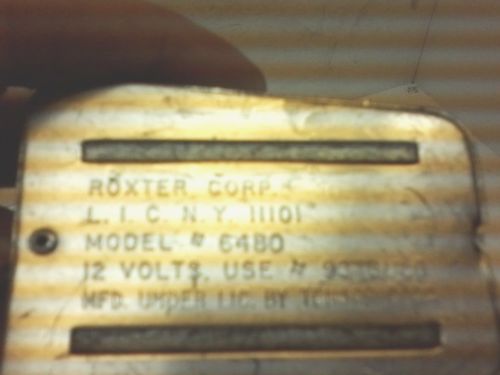 ROXTER CORP.
L. I. C. N. Y. 11101
MODEL # 6480
12 VOLTS. USE #
MFD. UNDER LIC. BY